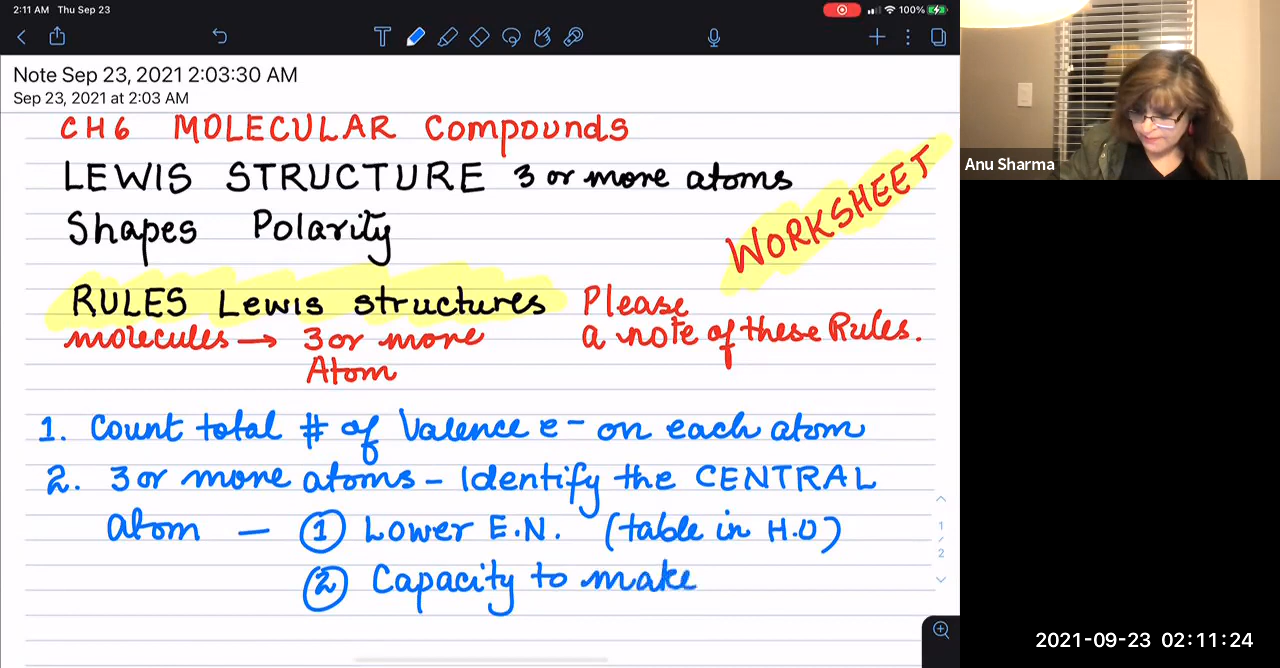 2:11 AM Thu Sep 23
100%
Note Sep 23, 2021 2:03:30 AM
Sep 23, 2021 at 2:03 AM
CH6 MOLECULAR Compounds
LEWIS STRUCTURE 3 or more atoms
Shapes Polarity
WORKSHEET
RULES Lewis structures
molecules → 3 or more
Atom
Please
a note of these Rules.
1. Count total # of Valence e- on each atom
2. 3 or more atoms - Identify the CENTRAL
atom — ① Lower E.N. (table in H.O)
② Capacity to make
1
/
2
Anu Sharma
2021-09-23 02:11:24